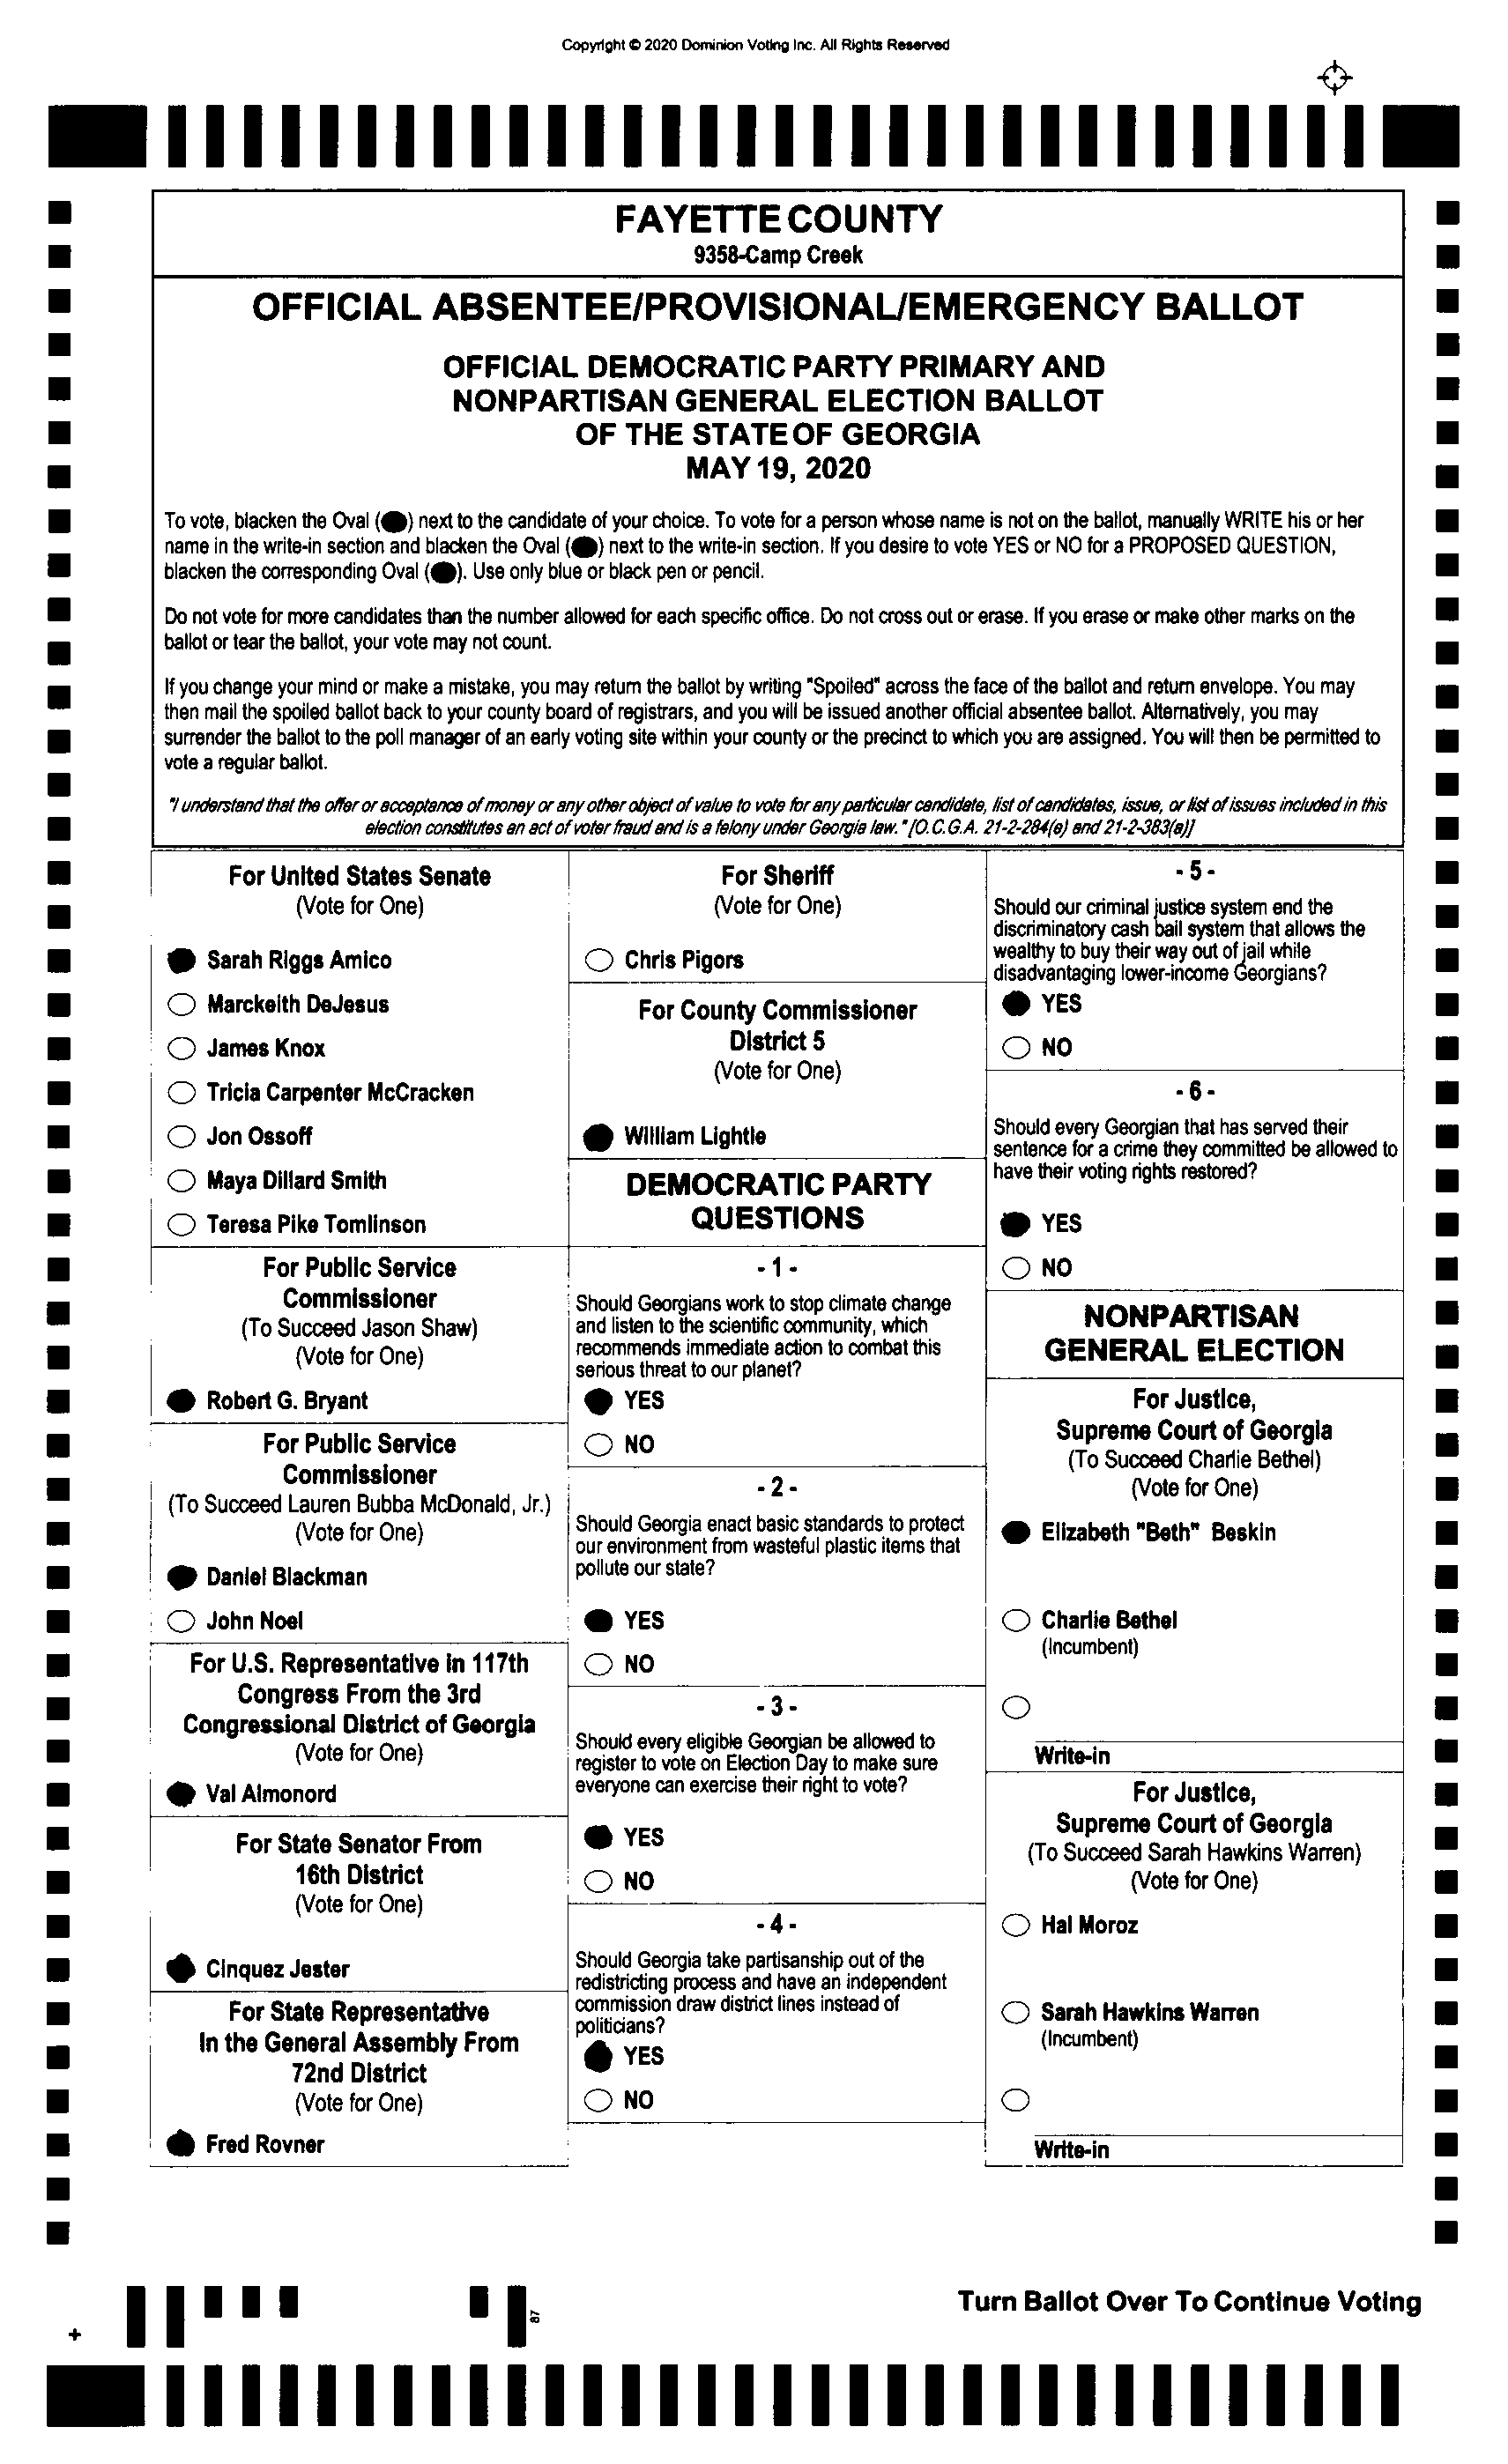 Copyright © 2020 Dominion Voting Inc. All Rights Reserved
FAYETTE COUNTY
9358-Camp Creek
OFFICIAL ABSENTEE/PROVISIONAL/EMERGENCY BALLOT
OFFICIAL DEMOCRATIC PARTY PRIMARY AND
NONPARTISAN GENERAL ELECTION BALLOT
OF THE STATE OF GEORGIA
MAY 19, 2020
To vote, blacken the Oval (⬤) next to the candidate of your choice. To vote for a person whose name is not on the ballot, manually WRITE his or her
name in the write-in section and blacken the Oval (⬤) next to the write-in section. If you desire to vote YES or NO for a PROPOSED QUESTION,
blacken the corresponding Oval (⬤). Use only blue or black pen or pencil.
Do not vote for more candidates than the number allowed for each specific office. Do not cross out or erase. If you erase or make other marks on the
ballot or tear the ballot, your vote may not count.
If you change your mind or make a mistake, you may return the ballot by writing "Spoiled" across the face of the ballot and return envelope. You may
then mail the spoiled ballot back to your county board of registrars, and you will be issued another official absentee ballot. Alternatively, you may
surrender the ballot to the poll manager of an early voting site within your county or the precinct to which you are assigned. You will then be permitted to
vote a regular ballot.
"I understand that the offer or acceptance of money or any other object of value to vote for any particular candidate, list of candidates, issue, or list of issues included in this
election constitutes an act of voter fraud and is a felony under Georgia law." [O.C.G.A. 21-2-284(e) and 21-2-383(a)]
For United States Senate
(Vote for One)
Sarah Riggs Amico
Marckeith DeJesus
James Knox
Tricia Carpenter McCracken
Jon Ossoff
Maya Dillard Smith
Teresa Pike Tomlinson
For Public Service
Commissioner
(To Succeed Jason Shaw)
(Vote for One)
Robert G. Bryant
For Public Service
Commissioner
(To Succeed Lauren Bubba McDonald, Jr.)
(Vote for One)
Daniel Blackman
John Noel
For U.S. Representative in 117th
Congress From the 3rd
Congressional District of Georgia
(Vote for One)
Val Almonord
For State Senator From
16th District
(Vote for One)
Cinquez Jester
For State Representative
In the General Assembly From
72nd District
(Vote for One)
Fred Rovner
For Sheriff
(Vote for One)
Chris Pigors
For County Commissioner
District 5
(Vote for One)
William Lightle
DEMOCRATIC PARTY
QUESTIONS
- 1 -
Should Georgians work to stop climate change
and listen to the scientific community, which
recommends immediate action to combat this
serious threat to our planet?
YES
NO
- 2 -
Should Georgia enact basic standards to protect
our environment from wasteful plastic items that
pollute our state?
YES
NO
- 3 -
Should every eligible Georgian be allowed to
register to vote on Election Day to make sure
everyone can exercise their right to vote?
YES
NO
- 4 -
Should Georgia take partisanship out of the
redistricting process and have an independent
commission draw district lines instead of
politicians?
YES
NO
- 5 -
Should our criminal justice system end the
discriminatory cash bail system that allows the
wealthy to buy their way out of jail while
disadvantaging lower-income Georgians?
YES
NO
- 6 -
Should every Georgian that has served their
sentence for a crime they committed be allowed to
have their voting rights restored?
YES
NO
NONPARTISAN
GENERAL ELECTION
For Justice,
Supreme Court of Georgia
(To Succeed Charlie Bethel)
(Vote for One)
Elizabeth "Beth" Beskin
Charlie Bethel
(Incumbent)
Write-in
For Justice,
Supreme Court of Georgia
(To Succeed Sarah Hawkins Warren)
(Vote for One)
Hal Moroz
Sarah Hawkins Warren
(Incumbent)
Write-in
Turn Ballot Over To Continue Voting
87
+